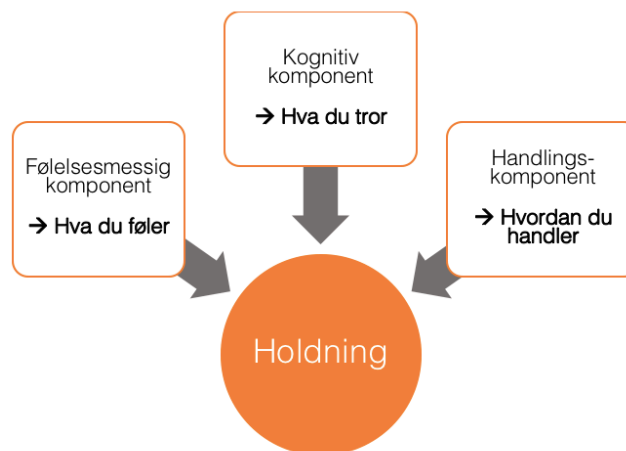 Følelsesmessig
komponent
→ Hva du føler
Kognitiv
komponent
→ Hva du tror
Handlings-
komponent
→ Hvordan du
handler
Holdning